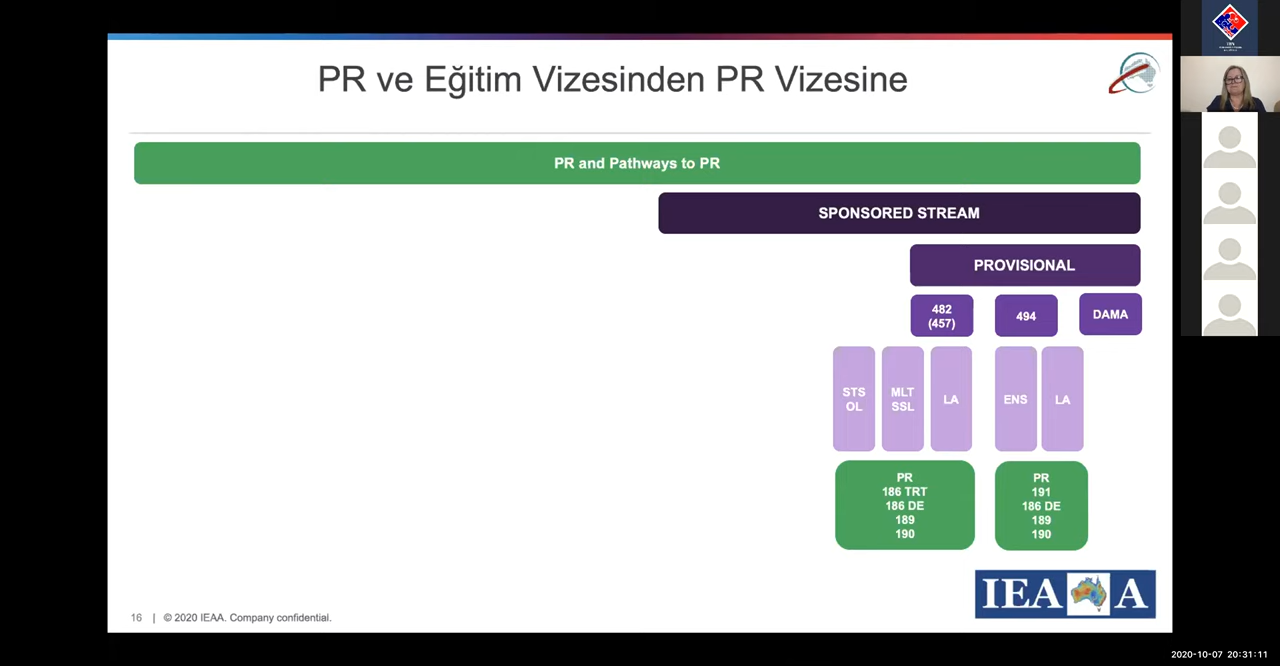 PR ve Eğitim Vizesinden PR Vizesine
PR and Pathways to PR
SPONSORED STREAM
PROVISIONAL
482
(457)
494
DAMA
STS
OL
MLT
SSL
LA
ENS
LA
PR
186 TRT
186 DE
189
190
PR
191
186 DE
189
190
IEAA
16 | © 2020 IEAA. Company confidential.
2020-10-07 20:31:11